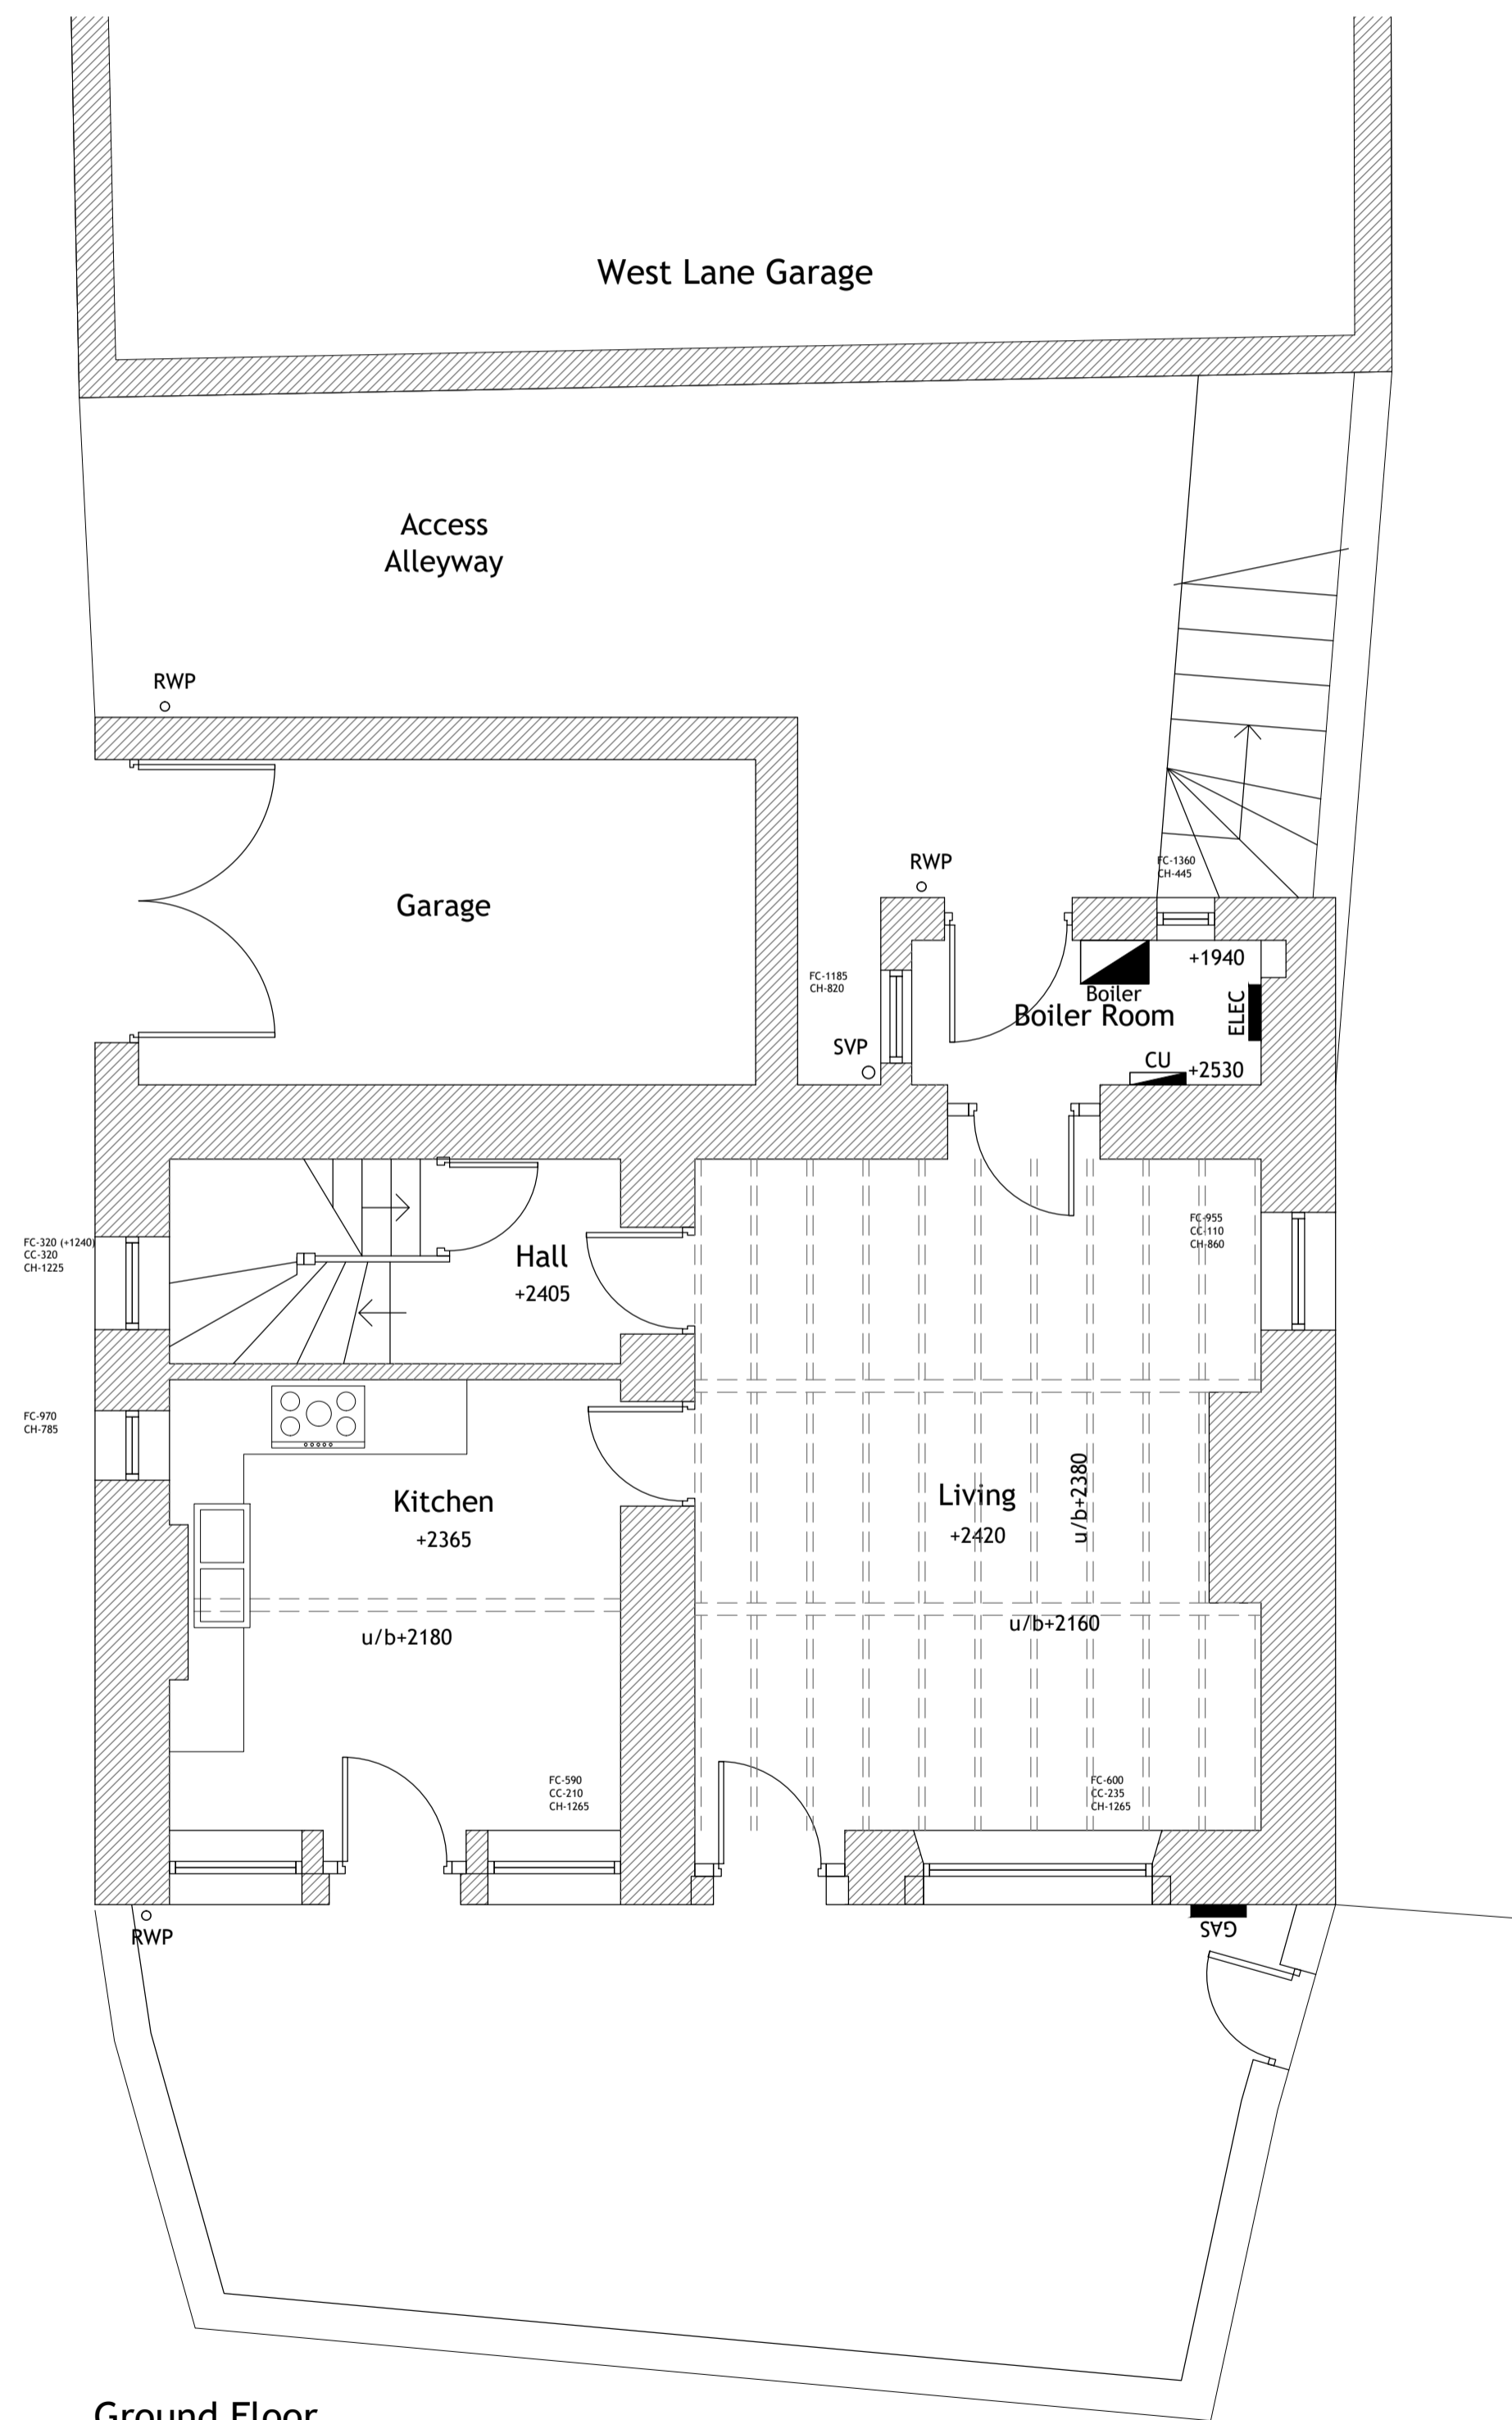 West Lane Garage
Access
Alleyway
RWP
RWP
FC-1360
CH-445
Garage
+1940
FC-1185
CH-820
Boiler
Boiler Room
ELEC
SVP
CU
+2530
FC-955
CC-110
CH-860
FC-320 (+1240)
CC-320
CH-1225
Hall
+2405
FC-970
CH-785
Kitchen
+2365
Living
+2420
u/b+2380
u/b+2180
u/b+2160
FC-590
CC-210
CH-1265
FC-600
CC-235
CH-1265
RWP
GAS
Ground Floor